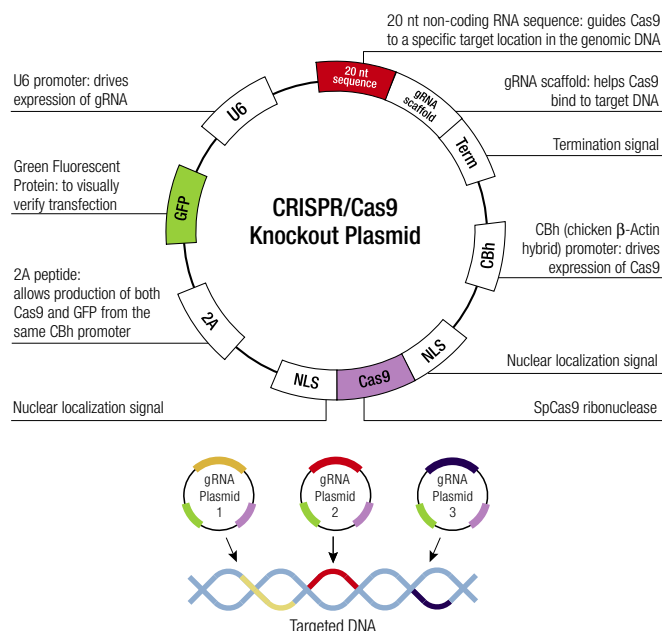 20 nt non-coding RNA sequence: guides Cas9
to a specific target location in the genomic DNA
U6 promoter: drives
expression of gRNA
gRNA scaffold: helps Cas9
bind to target DNA
Termination signal
Green Fluorescent
Protein: to visually
verify transfection
CBh (chicken β-Actin
hybrid) promoter: drives
expression of Cas9
2A peptide:
allows production of both
Cas9 and GFP from the
same CBh promoter
Nuclear localization signal
Nuclear localization signal
SpCas9 ribonuclease
20 nt
sequence
gRNA
scaffold
Term
CBh
NLS
Cas9
NLS
2A
GFP
U6
CRISPR/Cas9
Knockout Plasmid
gRNA
Plasmid
1
gRNA
Plasmid
2
gRNA
Plasmid
3
Targeted DNA